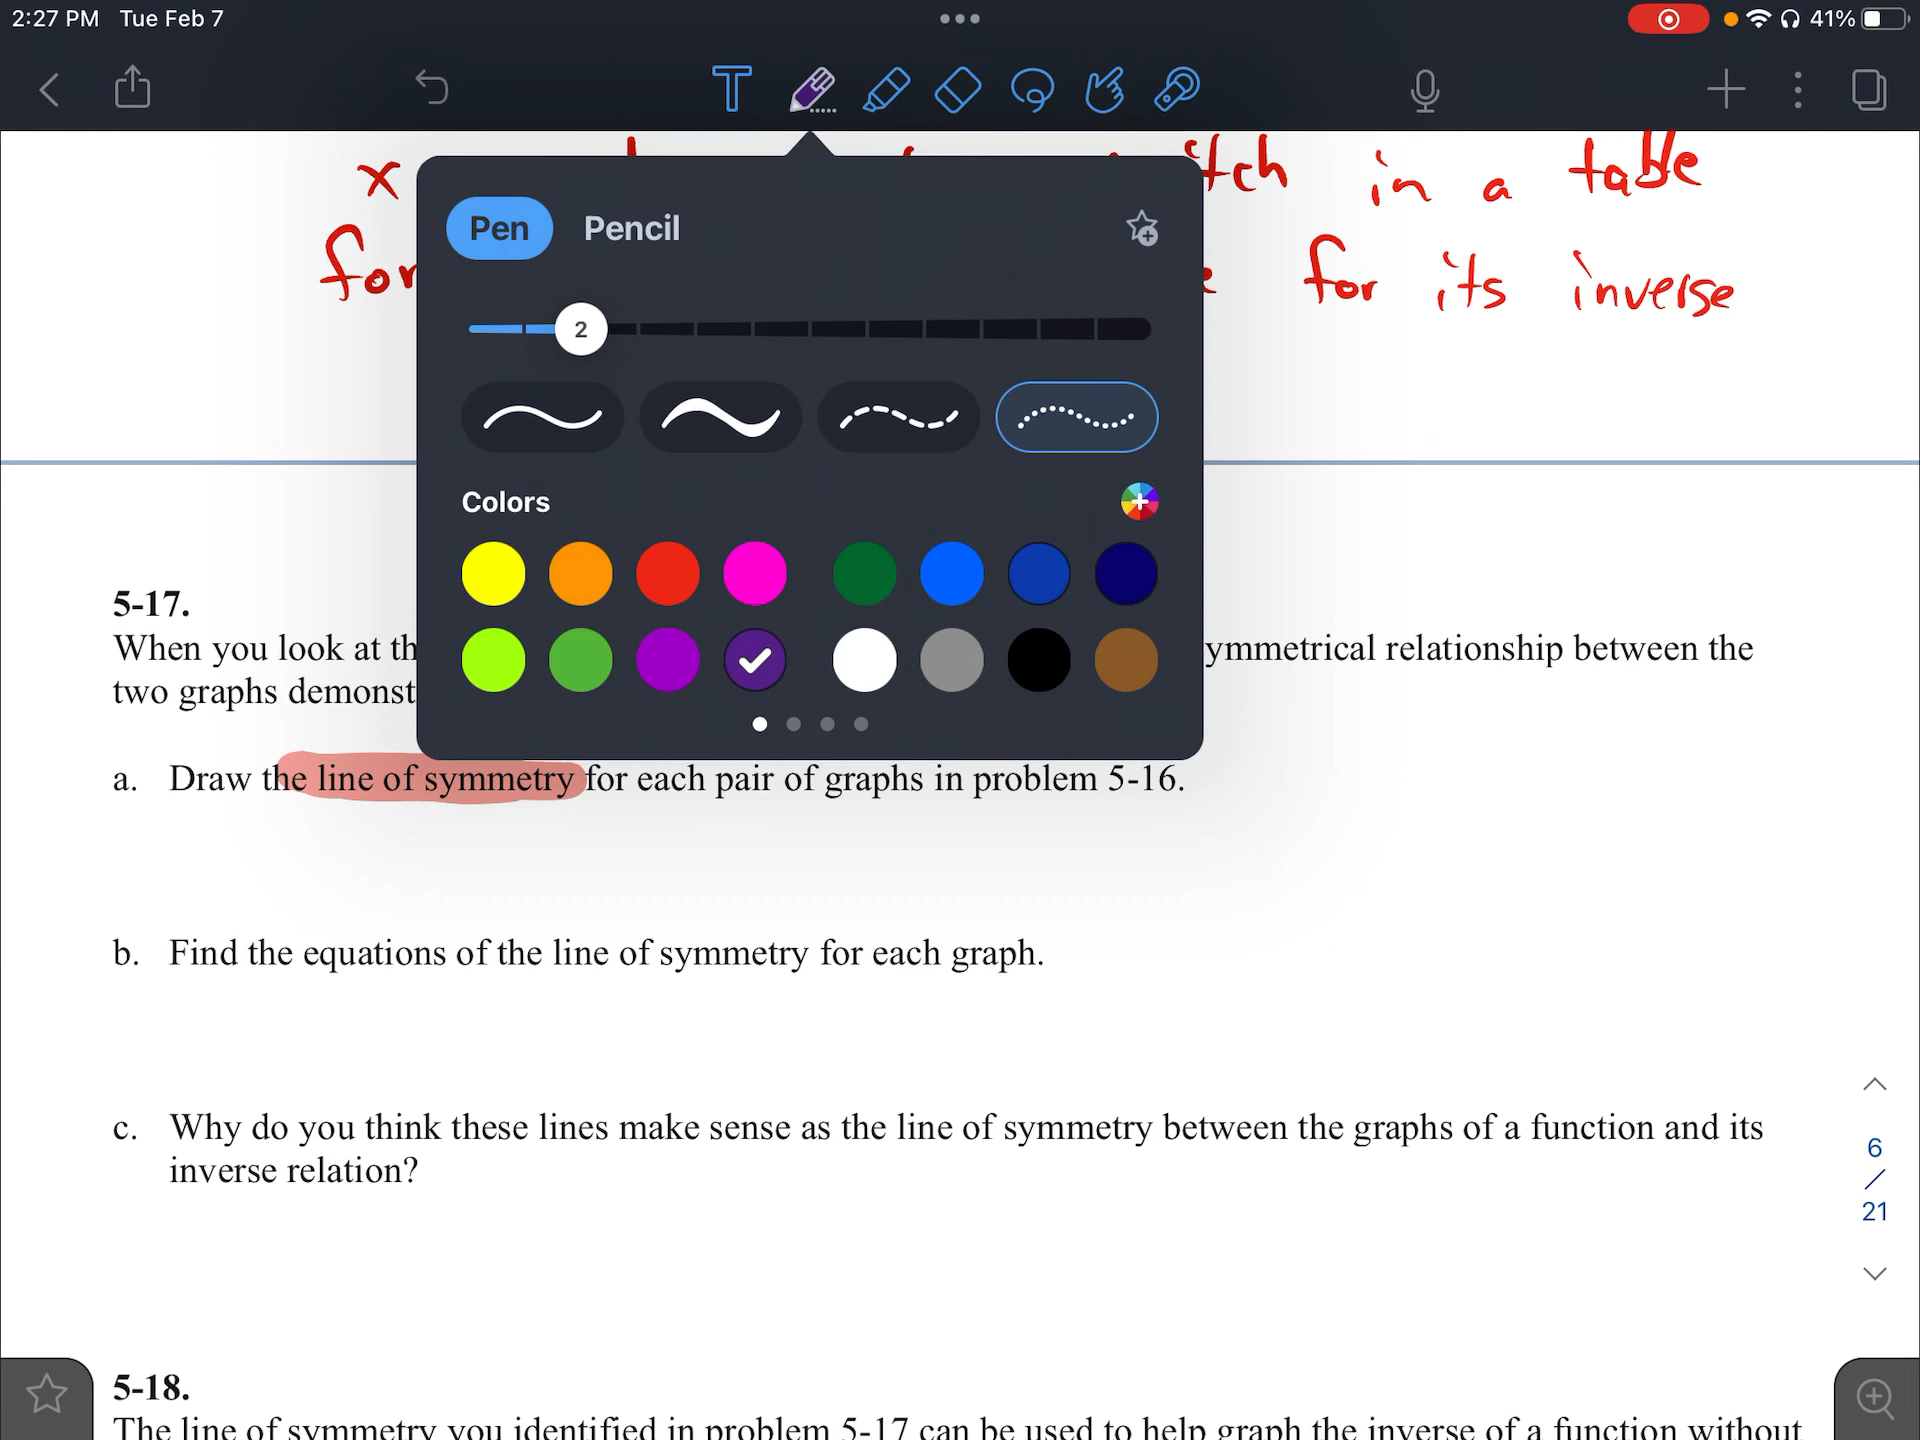 2:27 PM Tue Feb 7
41%
T
x tch in a table
for for its inverse
Pen Pencil
2
Colors
5-17.
When you look at th ymmetrical relationship between the
two graphs demonst
a. Draw the line of symmetry for each pair of graphs in problem 5-16.
b. Find the equations of the line of symmetry for each graph.
c. Why do you think these lines make sense as the line of symmetry between the graphs of a function and its
inverse relation?
6
/
21
5-18.
The line of symmetry you identified in problem 5-17 can be used to help graph the inverse of a function without